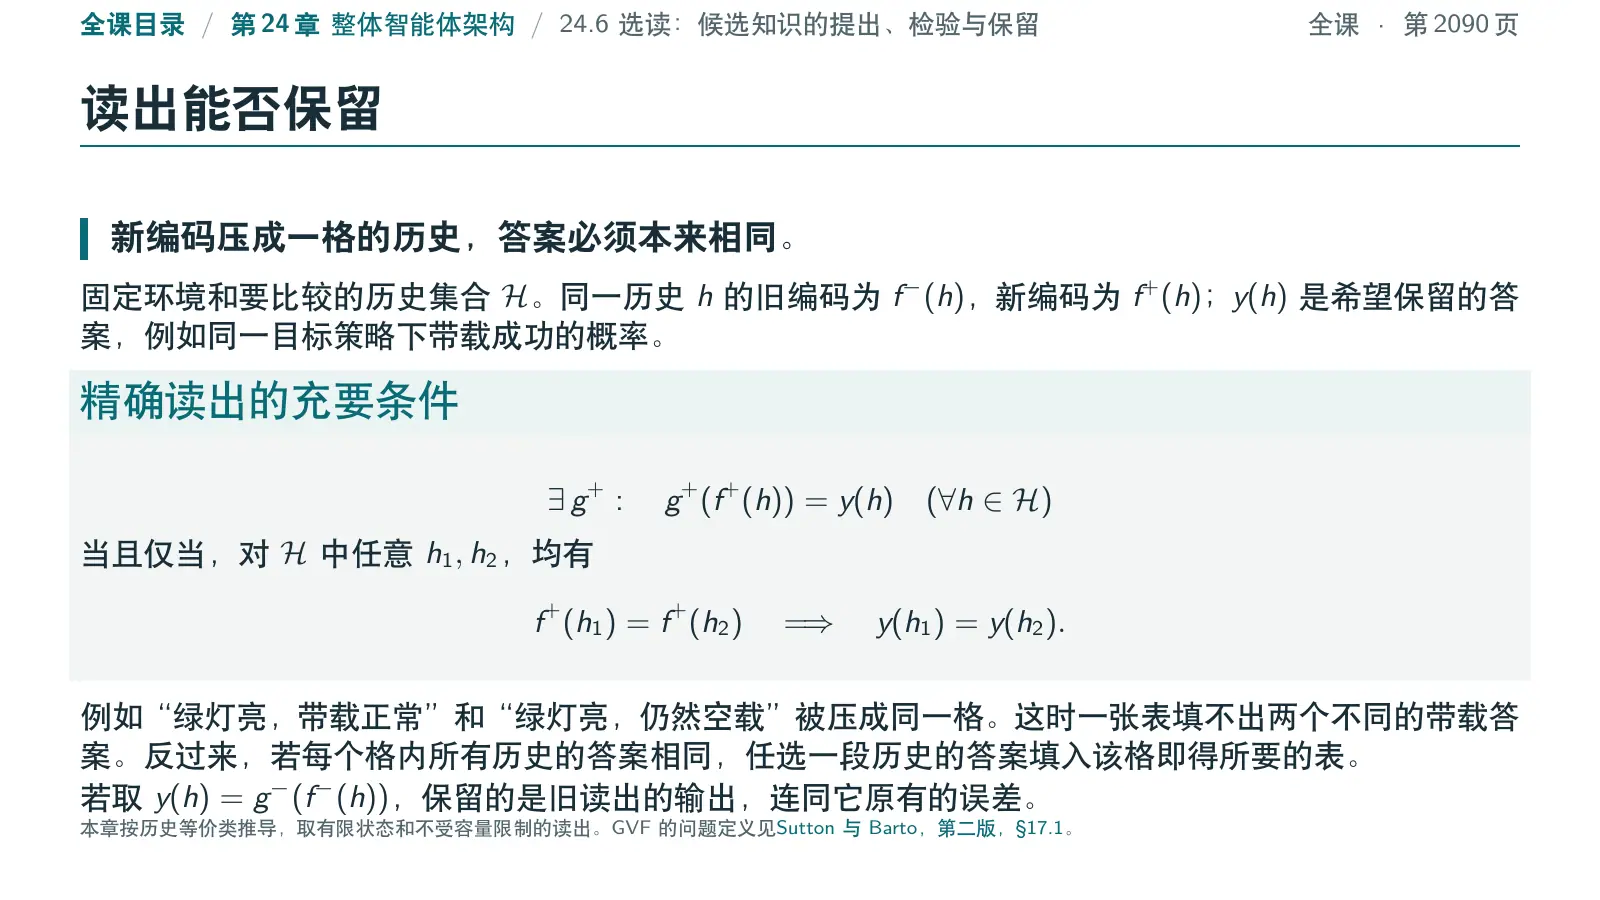 全课目录 / 第 24 章 整体智能体架构 / 24.6 选读：候选知识的提出、检验与保留
全课 · 第 2090 页
读出能否保留
新编码压成一格的历史，答案必须本来相同。
固定环境和要比较的历史集合 ℋ。同一历史 h 的旧编码为 f⁻(h)，新编码为 f⁺(h)；y(h) 是希望保留的答
案，例如同一目标策略下带载成功的概率。
精确读出的充要条件
∃ g⁺ : g⁺(f⁺(h)) = y(h) (∀h ∈ ℋ)
当且仅当，对 ℋ 中任意 h₁, h₂，均有
f⁺(h₁) = f⁺(h₂) ⟹ y(h₁) = y(h₂).
例如 “绿灯亮，带载正常” 和 “绿灯亮，仍然空载” 被压成同一格。这时一张表填不出两个不同的带载答
案。反过来，若每个格内所有历史的答案相同，任选一段历史的答案填入该格即得所要的表。
若取 y(h) = g⁻(f⁻(h))，保留的是旧读出的输出，连同它原有的误差。
本章按历史等价类推导，取有限状态和不受容量限制的读出。GVF 的问题定义见Sutton 与 Barto，第二版，§17.1。